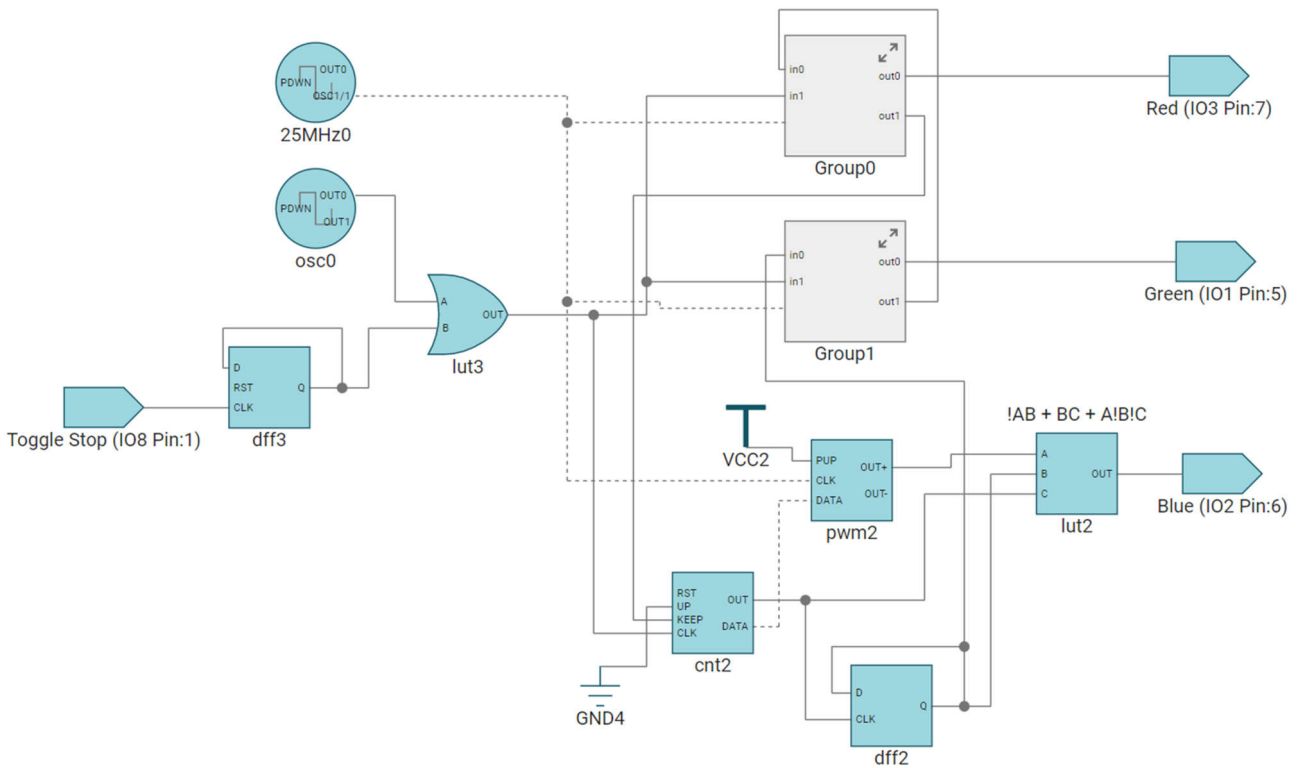 OUT0
PDWN
OSC1/1
25MHz0
OUT0
PDWN
OUT1
osc0
in0
out0
in1
out1
Group0
Red (IO3 Pin:7)
in0
out0
in1
out1
Group1
Green (IO1 Pin:5)
A
OUT
B
lut3
D
RST
Q
CLK
dff3
Toggle Stop (IO8 Pin:1)
VCC2
PUP
OUT+
CLK
DATA
OUT-
pwm2
!AB + BC + A!B!C
A
B
OUT
C
lut2
Blue (IO2 Pin:6)
RST
OUT
UP
KEEP
DATA
CLK
cnt2
GND4
D
Q
CLK
dff2